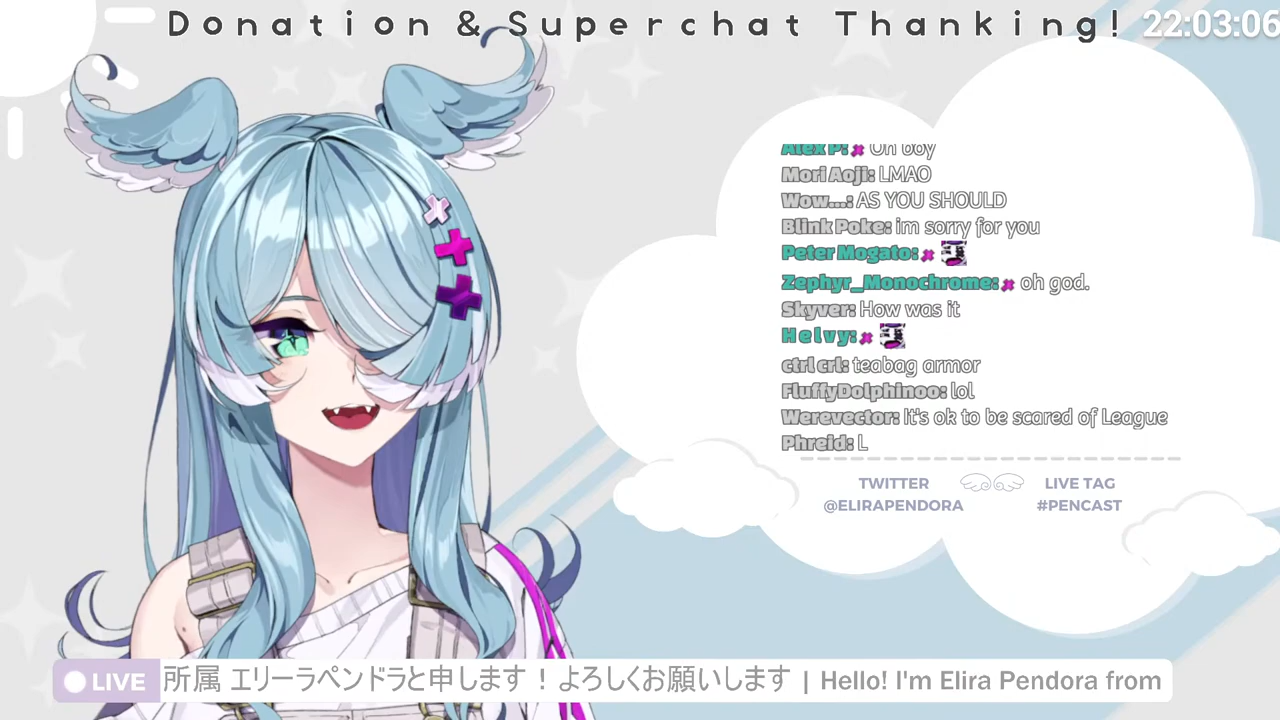 Donation & Superchat Thanking!
22:03:06
Alex P: Oh boy
Mori Aoji: LMAO
Wow...: AS YOU SHOULD
Blink Poke: im sorry for you
Peter Mogato:
Zephyr_Monochrome: oh god.
Skyver: How was it
Helvy:
ctrl crl: teabag armor
FluffyDolphinoo: lol
Werevector: It's ok to be scared of League
Phreid: L
TWITTER
@ELIRAPENDORA
LIVE TAG
#PENCAST
LIVE
所属 エリーラペンドラと申します！よろしくお願いします | Hello! I'm Elira Pendora from